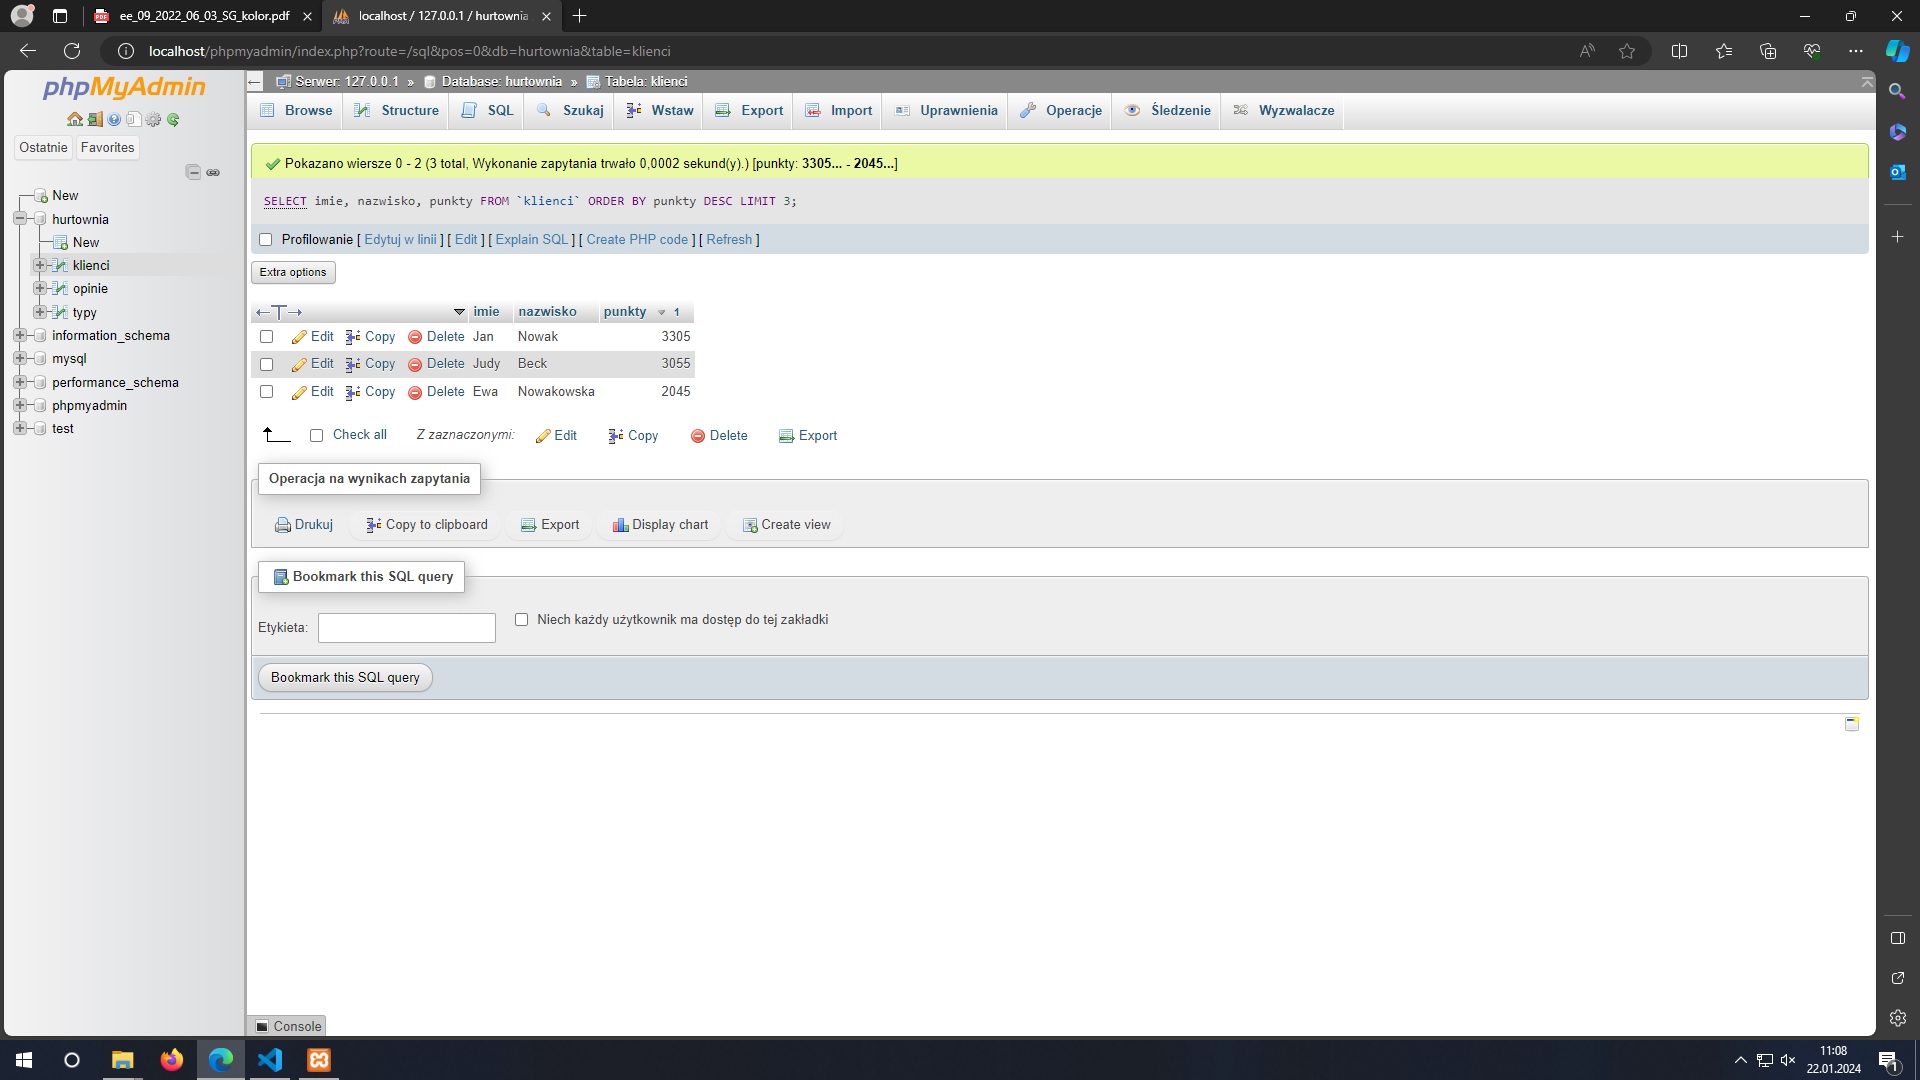 ee_09_2022_06_03_SG_kolor.pdf
localhost / 127.0.0.1 / hurtownia
localhost/phpmyadmin/index.php?route=/sql&pos=0&db=hurtownia&table=klienci
phpMyAdmin
Ostatnie Favorites
New
hurtownia
New
klienci
opinie
typy
information_schema
mysql
performance_schema
phpmyadmin
test
Serwer: 127.0.0.1 » Database: hurtownia » Tabela: klienci
Browse Structure SQL Szukaj Wstaw Export Import Uprawnienia Operacje Śledzenie Wyzwalacze
Pokazano wiersze 0 - 2 (3 total, Wykonanie zapytania trwało 0,0002 sekund(y).) [punkty: 3305... - 2045...]
SELECT imie, nazwisko, punkty FROM `klienci` ORDER BY punkty DESC LIMIT 3;
Profilowanie [ Edytuj w linii ] [ Edit ] [ Explain SQL ] [ Create PHP code ] [ Refresh ]
Extra options
←T→ imie nazwisko punkty 1
Edit Copy Delete Jan Nowak 3305
Edit Copy Delete Judy Beck 3055
Edit Copy Delete Ewa Nowakowska 2045
Check all Z zaznaczonymi: Edit Copy Delete Export
Operacja na wynikach zapytania
Drukuj Copy to clipboard Export Display chart Create view
Bookmark this SQL query
Etykieta: Niech każdy użytkownik ma dostęp do tej zakładki
Bookmark this SQL query
Console
11:08
22.01.2024
1